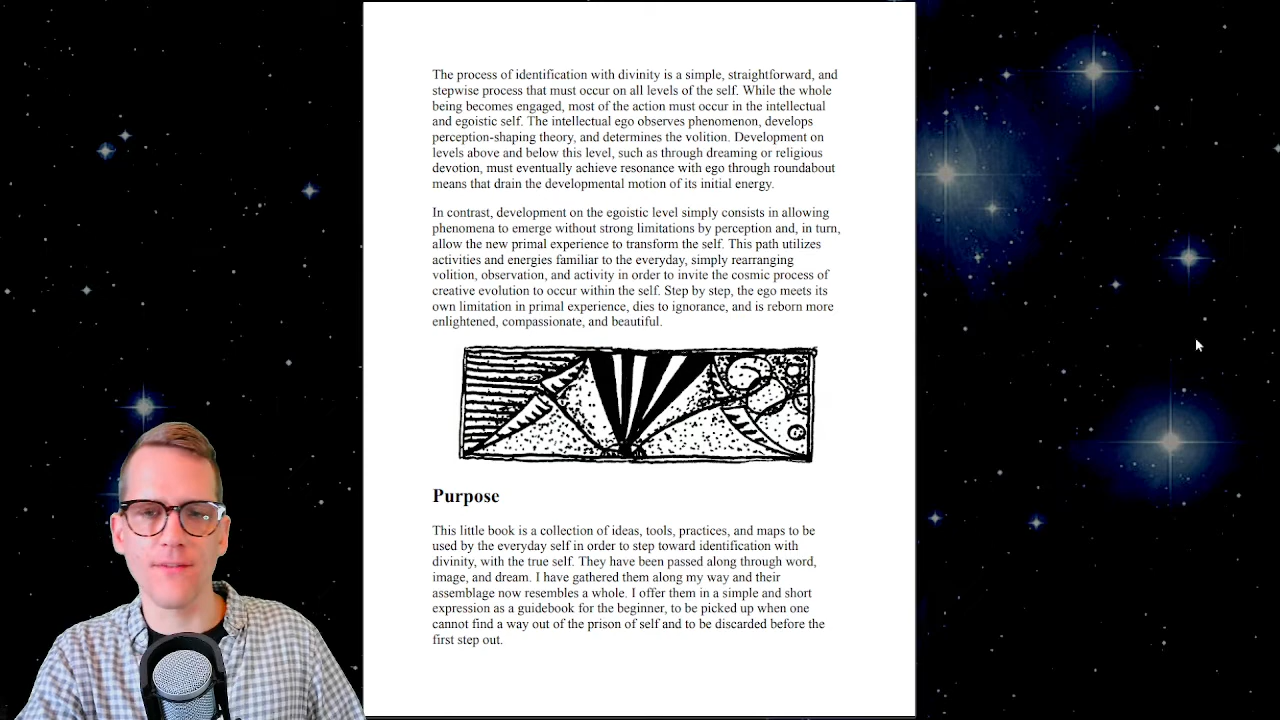 The process of identification with divinity is a simple, straightforward, and
stepwise process that must occur on all levels of the self. While the whole
being becomes engaged, most of the action must occur in the intellectual
and egoistic self. The intellectual ego observes phenomenon, develops
perception-shaping theory, and determines the volition. Development on
levels above and below this level, such as through dreaming or religious
devotion, must eventually achieve resonance with ego through roundabout
means that drain the developmental motion of its initial energy.
In contrast, development on the egoistic level simply consists in allowing
phenomena to emerge without strong limitations by perception and, in turn,
allow the new primal experience to transform the self. This path utilizes
activities and energies familiar to the everyday, simply rearranging
volition, observation, and activity in order to invite the cosmic process of
creative evolution to occur within the self. Step by step, the ego meets its
own limitation in primal experience, dies to ignorance, and is reborn more
enlightened, compassionate, and beautiful.
Purpose
This little book is a collection of ideas, tools, practices, and maps to be
used by the everyday self in order to step toward identification with
divinity, with the true self. They have been passed along through word,
image, and dream. I have gathered them along my way and their
assemblage now resembles a whole. I offer them in a simple and short
expression as a guidebook for the beginner, to be picked up when one
cannot find a way out of the prison of self and to be discarded before the
first step out.